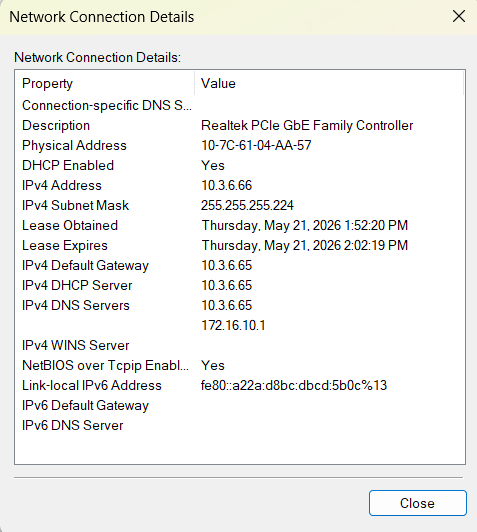 Network Connection Details
Network Connection Details:
Property Value
Connection-specific DNS S...
Description Realtek PCIe GbE Family Controller
Physical Address 10-7C-61-04-AA-57
DHCP Enabled Yes
IPv4 Address 10.3.6.66
IPv4 Subnet Mask 255.255.255.224
Lease Obtained Thursday, May 21, 2026 1:52:20 PM
Lease Expires Thursday, May 21, 2026 2:02:19 PM
IPv4 Default Gateway 10.3.6.65
IPv4 DHCP Server 10.3.6.65
IPv4 DNS Servers 10.3.6.65
172.16.10.1
IPv4 WINS Server
NetBIOS over Tcpip Enabl... Yes
Link-local IPv6 Address fe80::a22a:d8bc:dbcd:5b0c%13
IPv6 Default Gateway
IPv6 DNS Server
Close